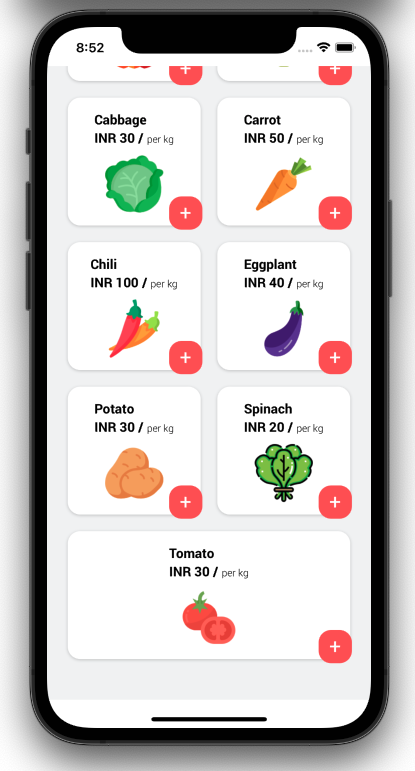 8:52
Cabbage
INR 30 / per kg
Carrot
INR 50 / per kg
+
+
Chili
INR 100 / per kg
Eggplant
INR 40 / per kg
+
+
Potato
INR 30 / per kg
Spinach
INR 20 / per kg
+
+
Tomato
INR 30 / per kg
+